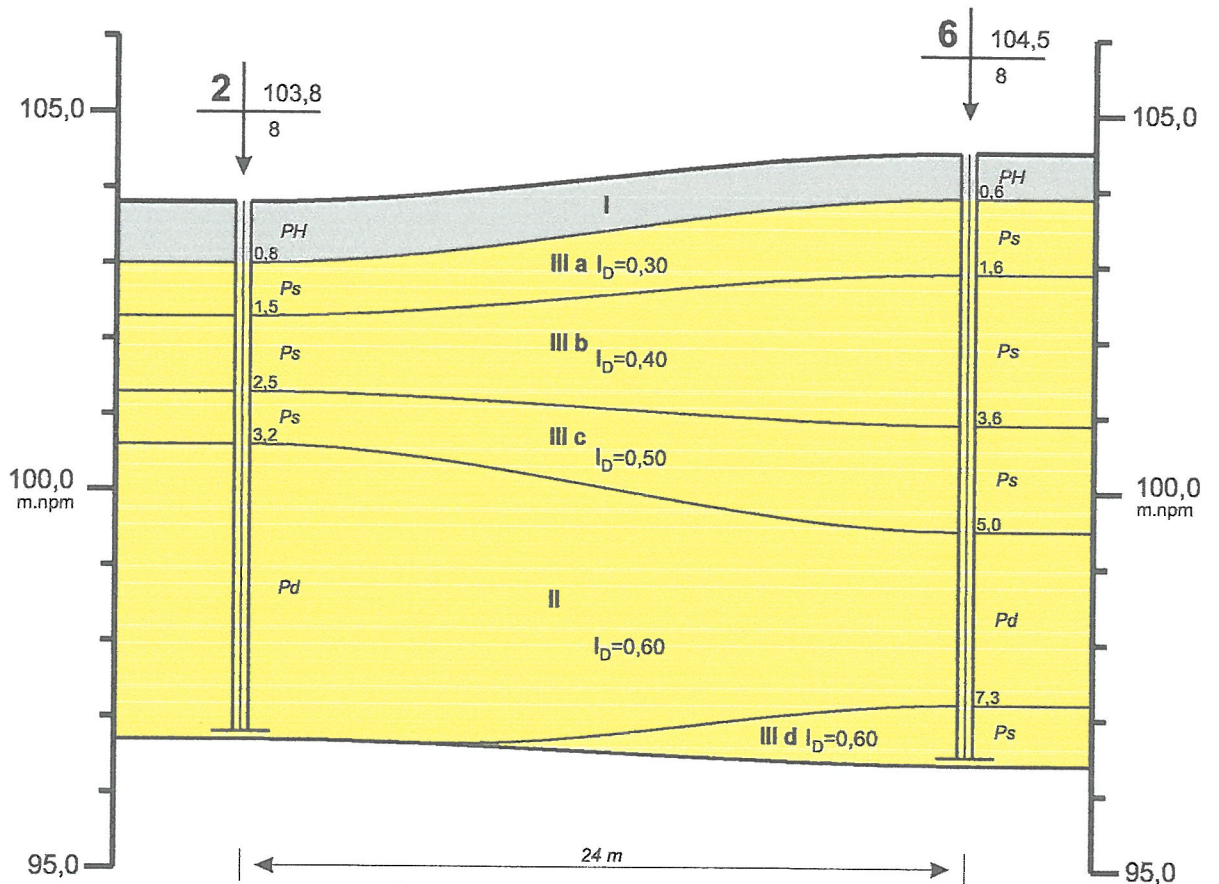 6 104,5
8
2 103,8
8
105,0
105,0
PH
0,6
I
PH
0,8
Ps
III a I_D=0,30
1,6
Ps
1,5
III b
I_D=0,40
Ps
Ps
2,5
3,6
Ps
III c
3,2
I_D=0,50
Ps
100,0
m.npm
100,0
m.npm
5,0
Pd
II
Pd
I_D=0,60
7,3
III d I_D=0,60
Ps
24 m
95,0
95,0